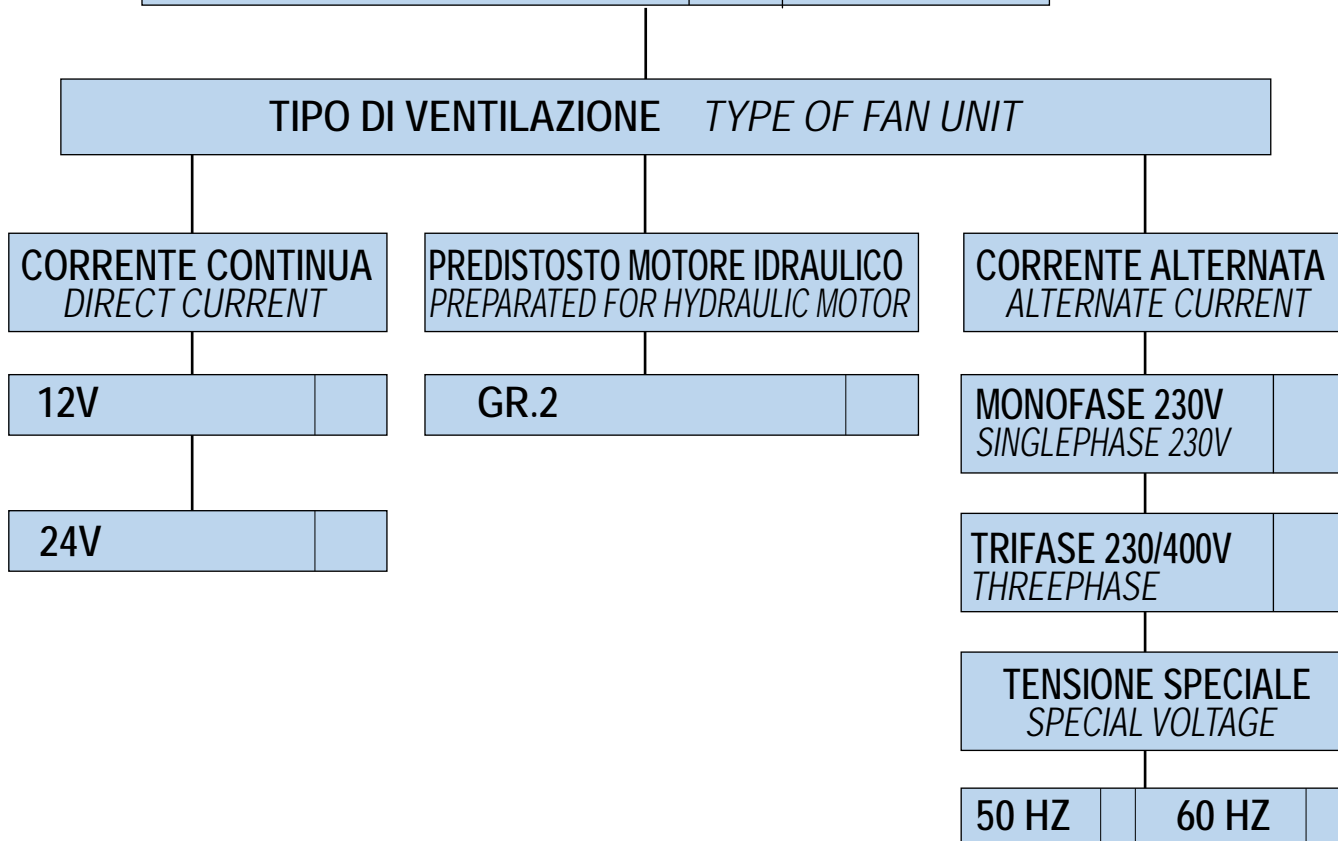 TIPO DI VENTILAZIONE TYPE OF FAN UNIT
CORRENTE CONTINUA
DIRECT CURRENT
12V
24V
PREDISTOSTO MOTORE IDRAULICO
PREPARATED FOR HYDRAULIC MOTOR
GR.2
CORRENTE ALTERNATA
ALTERNATE CURRENT
MONOFASE 230V
SINGLEPHASE 230V
TRIFASE 230/400V
THREEPHASE
TENSIONE SPECIALE
SPECIAL VOLTAGE
50 HZ 60 HZ